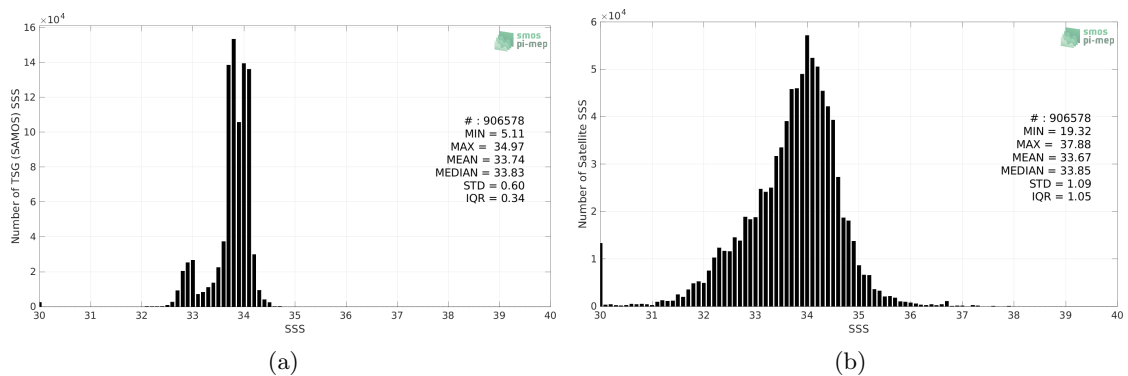 ×10⁴
16
14
12
10
8
6
4
2
0
Number of TSG (SAMOS) SSS
smos
pi-mep
# : 906578
MIN = 5.11
MAX = 34.97
MEAN = 33.74
MEDIAN = 33.83
STD = 0.60
IQR = 0.34
30 31 32 33 34 35 36 37 38 39 40
SSS
(a)
×10⁴
6
5
4
3
2
1
0
Number of Satellite SSS
smos
pi-mep
# : 906578
MIN = 19.32
MAX = 37.88
MEAN = 33.67
MEDIAN = 33.85
STD = 1.09
IQR = 1.05
30 31 32 33 34 35 36 37 38 39 40
SSS
(b)